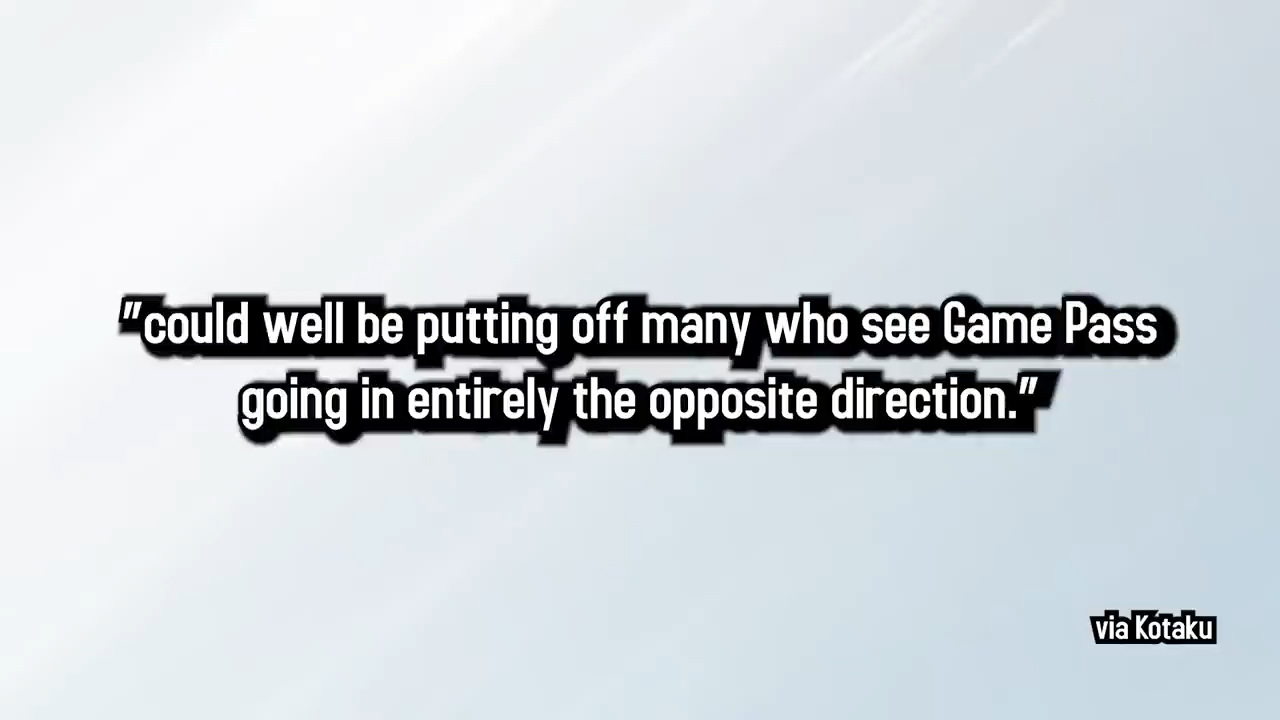 "could well be putting off many who see Game Pass
going in entirely the opposite direction."
via Kotaku